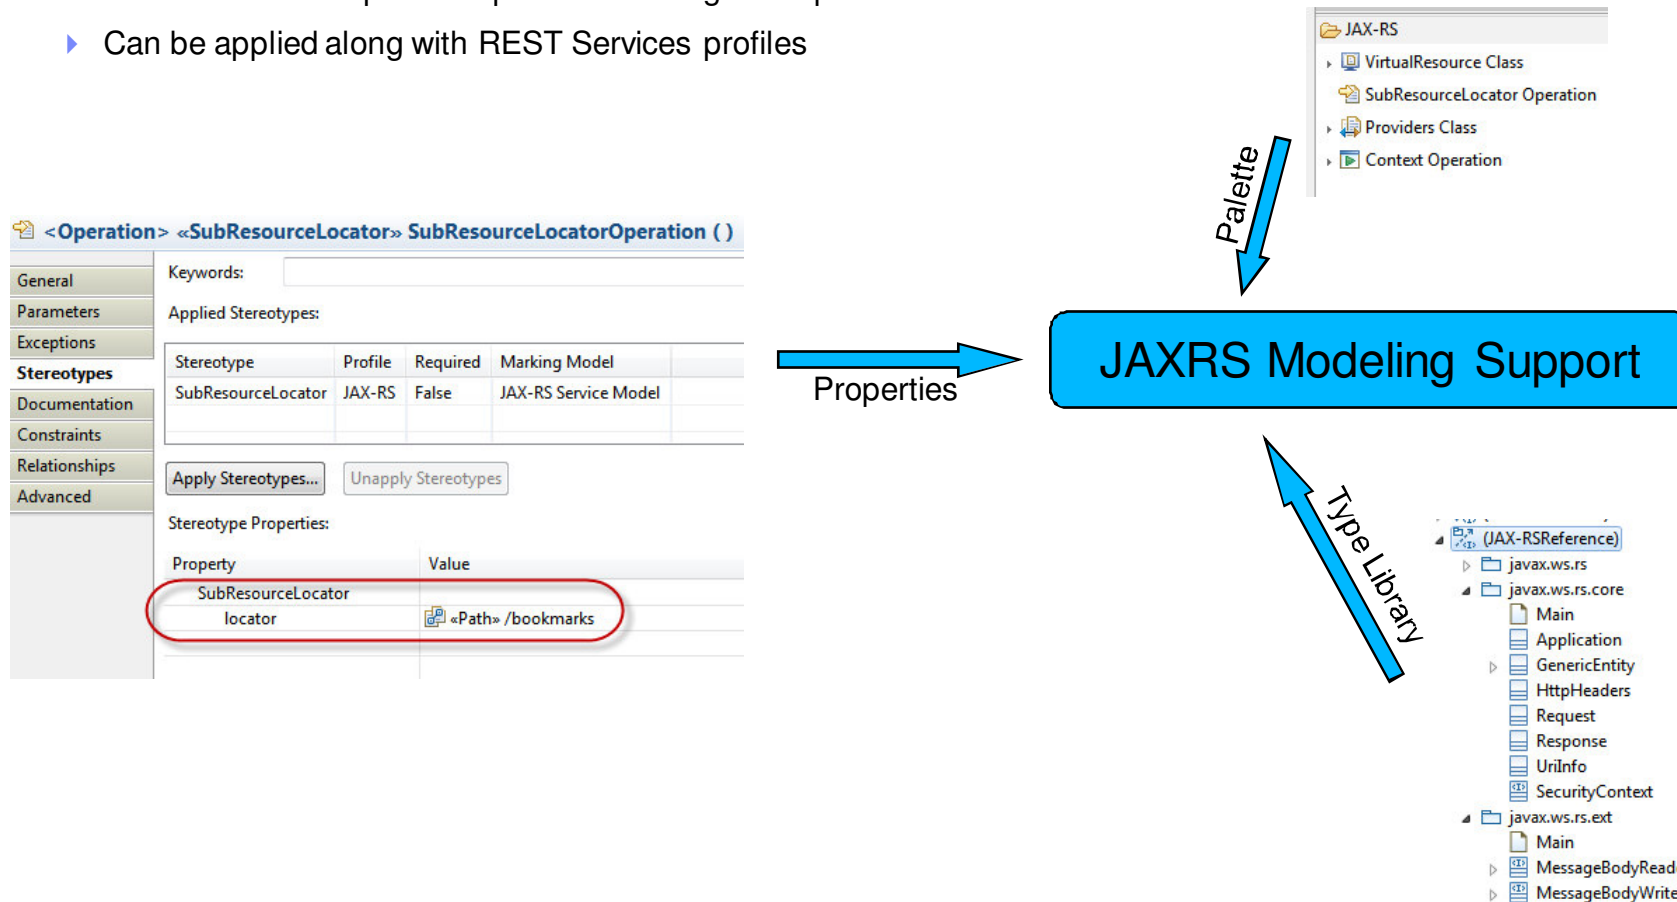 Can be applied along with REST Services profiles
JAX-RS
VirtualResource Class
SubResourceLocator Operation
Providers Class
Context Operation
Palette
<Operation> «SubResourceLocator» SubResourceLocatorOperation ( )
General
Parameters
Exceptions
Stereotypes
Documentation
Constraints
Relationships
Advanced
Keywords:
Applied Stereotypes:
Stereotype Profile Required Marking Model
SubResourceLocator JAX-RS False JAX-RS Service Model
Apply Stereotypes... Unapply Stereotypes
Stereotype Properties:
Property Value
SubResourceLocator
locator «Path» /bookmarks
Properties
JAXRS Modeling Support
Type Library
(JAX-RSReference)
javax.ws.rs
javax.ws.rs.core
Main
Application
GenericEntity
HttpHeaders
Request
Response
UriInfo
SecurityContext
javax.ws.rs.ext
Main
MessageBodyRead
MessageBodyWrite